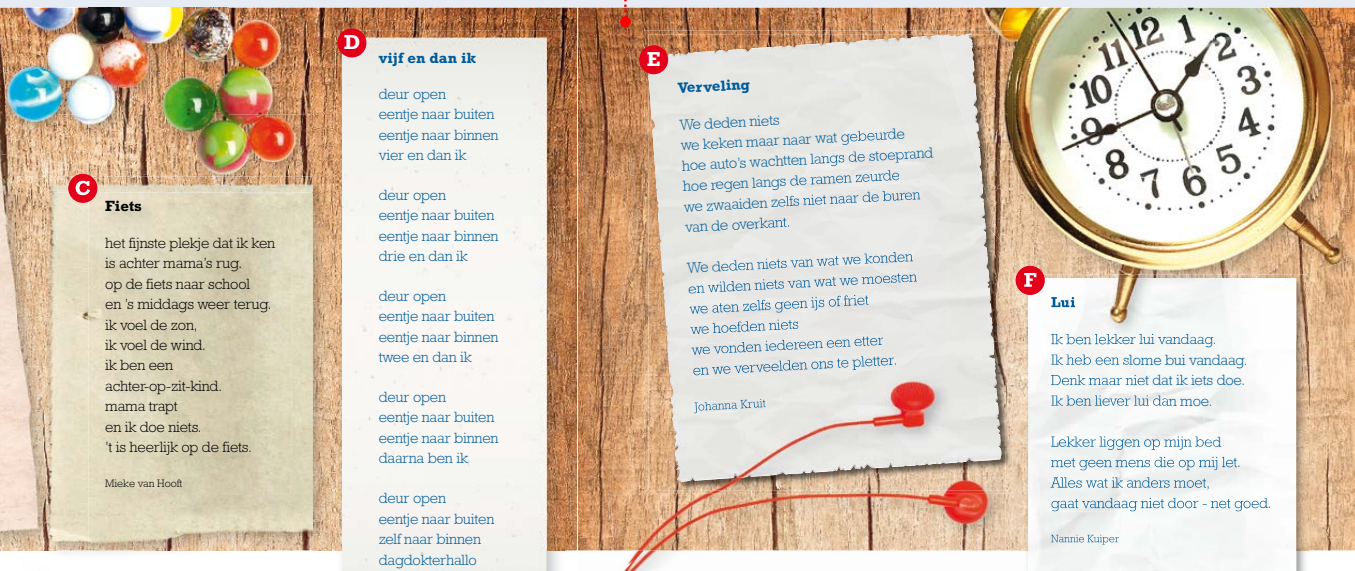 C
Fiets
het fijnste plekje dat ik ken
is achter mama's rug.
op de fiets naar school
en 's middags weer terug.
ik voel de zon,
ik voel de wind.
ik ben een
achter-op-zit-kind.
mama trapt
en ik doe niets.
't is heerlijk op de fiets.
Mieke van Hooft
D
vijf en dan ik
deur open
eentje naar buiten
eentje naar binnen
vier en dan ik
deur open
eentje naar buiten
eentje naar binnen
drie en dan ik
deur open
eentje naar buiten
eentje naar binnen
twee en dan ik
deur open
eentje naar buiten
eentje naar binnen
daarna ben ik
deur open
eentje naar buiten
zelf naar binnen
dagdokterhallo
E
Verveling
We deden niets
we keken maar naar wat gebeurde
hoe auto's wachtten langs de stoeprand
hoe regen langs de ramen zeurde
we zwaaiden zelfs niet naar de buren
van de overkant.
We deden niets van wat we konden
en wilden niets van wat we moesten
we aten zelfs geen ijs of friet
we hoefden niets
we vonden iedereen een etter
en we verveelden ons te pletter.
Johanna Kruit
12
1
2
3
4
5
6
7
8
9
10
11
F
Lui
Ik ben lekker lui vandaag.
Ik heb een slome bui vandaag.
Denk maar niet dat ik iets doe.
Ik ben liever lui dan moe.
Lekker liggen op mijn bed
met geen mens die op mij let.
Alles wat ik anders moet,
gaat vandaag niet door - net goed.
Nannie Kuiper